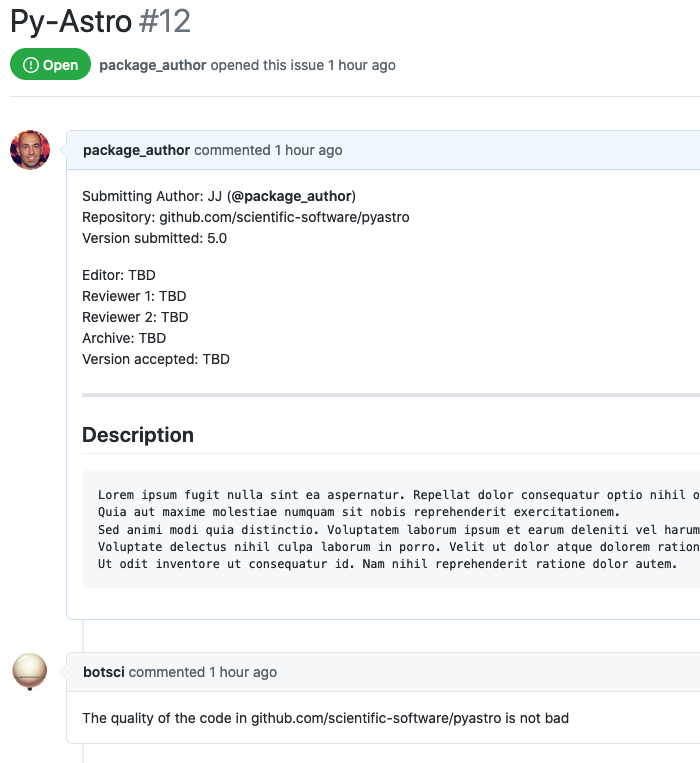 Py-Astro #12
Open package_author opened this issue 1 hour ago
package_author commented 1 hour ago
Submitting Author: JJ (@package_author)
Repository: github.com/scientific-software/pyastro
Version submitted: 5.0
Editor: TBD
Reviewer 1: TBD
Reviewer 2: TBD
Archive: TBD
Version accepted: TBD
Description
Lorem ipsum fugit nulla sint ea aspernatur. Repellat dolor consequatur optio nihil o
Quia aut maxime molestiae numquam sit nobis reprehenderit exercitationem.
Sed animi modi quia distinctio. Voluptatem laborum ipsum et earum deleniti vel harum
Voluptate delectus nihil culpa laborum in porro. Velit ut dolor atque dolorem ration
Ut odit inventore ut consequatur id. Nam nihil reprehenderit ratione dolor autem.
botsci commented 1 hour ago
The quality of the code in github.com/scientific-software/pyastro is not bad